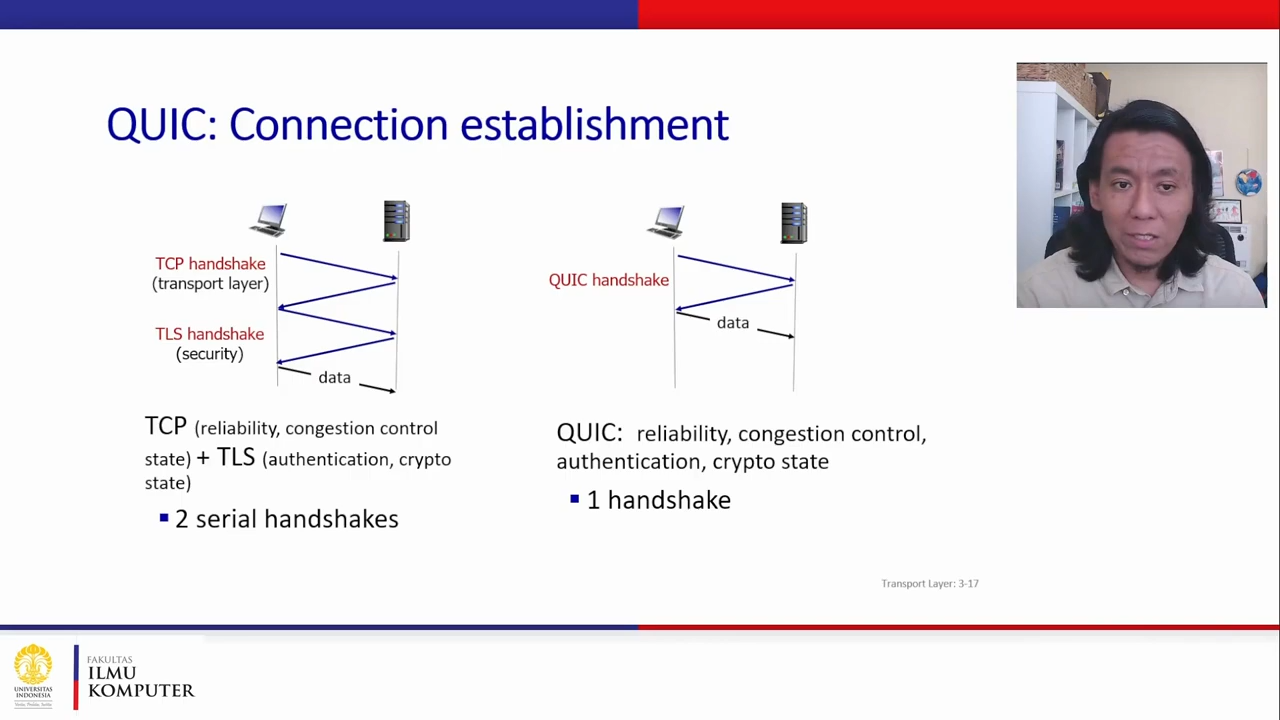 QUIC: Connection establishment
TCP handshake
(transport layer)
TLS handshake
(security)
data
TCP (reliability, congestion control
state) + TLS (authentication, crypto
state)
▪ 2 serial handshakes
QUIC handshake
data
QUIC: reliability, congestion control,
authentication, crypto state
▪ 1 handshake
Transport Layer: 3-17
UNIVERSITAS
INDONESIA
FAKULTAS
ILMU
KOMPUTER